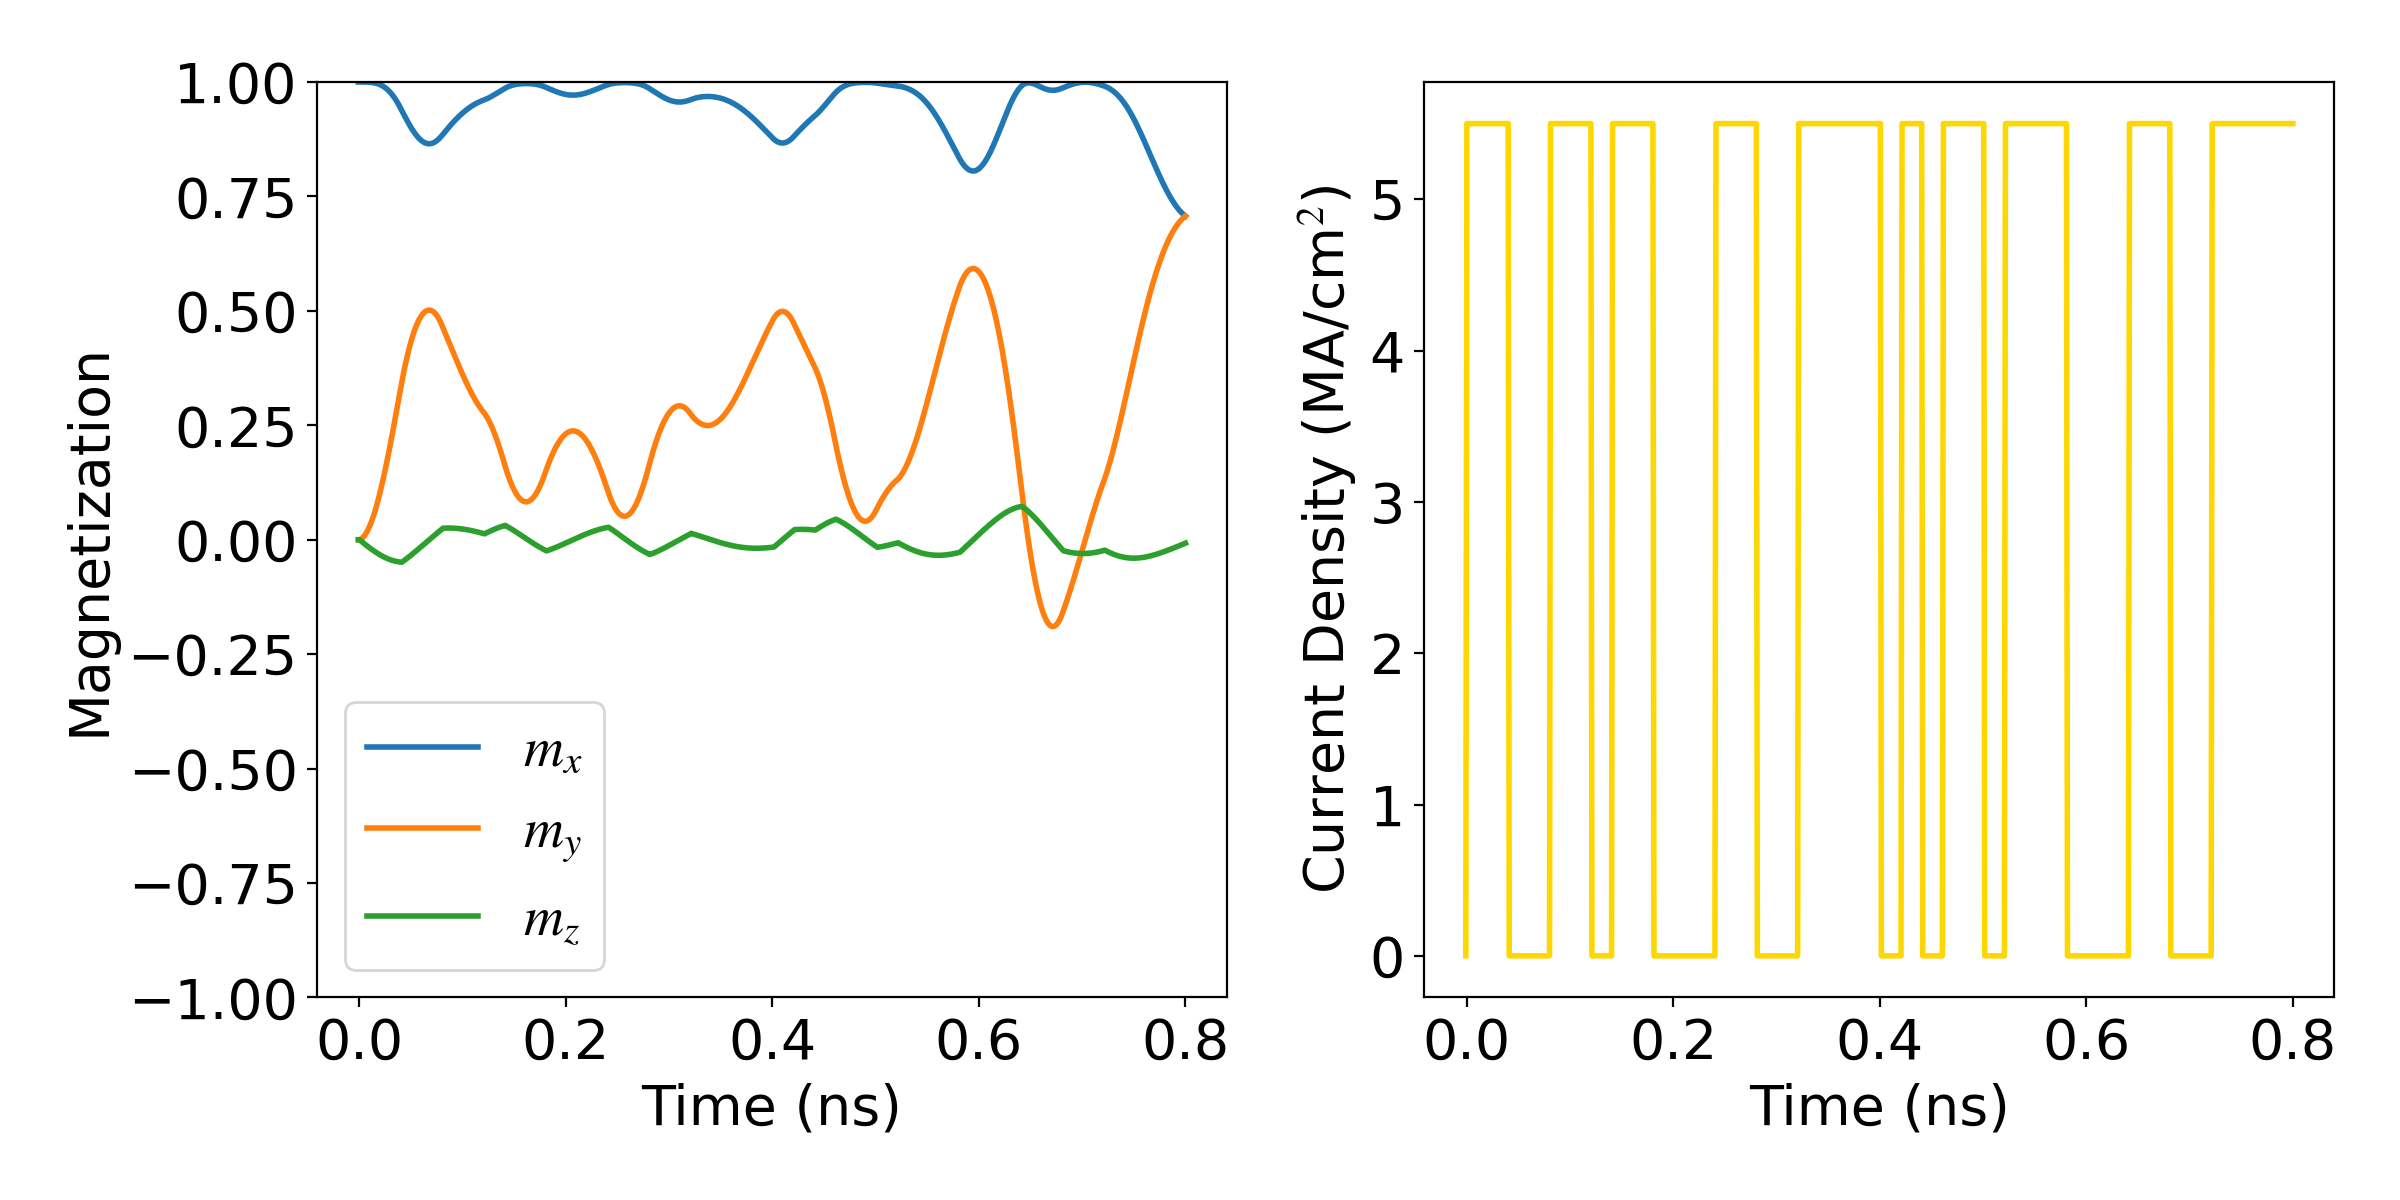 Magnetization
1.00
0.75
0.50
0.25
0.00
−0.25
−0.50
−0.75
−1.00
m_x
m_y
m_z
0.0 0.2 0.4 0.6 0.8
Time (ns)
Current Density (MA/cm²)
5
4
3
2
1
0
0.0 0.2 0.4 0.6 0.8
Time (ns)